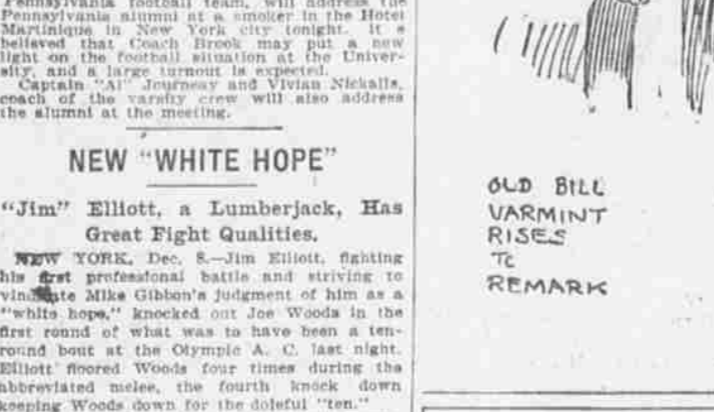 Pennsylvania football team, will address the
Pennsylvania alumni at a smoker in the Hotel
Martinique in New York city tonight. It s
believed that Coach Brook may put a new
light on the football situation at the Univer-
sity, and a large turnout is expected.
Captain "Al" Journeay and Vivian Nickalls,
coach of the varsity crew will also address
the alumni at the meeting.
NEW "WHITE HOPE"
"Jim" Elliott, a Lumberjack, Has
Great Fight Qualities.
NEW YORK, Dec. 8.—Jim Elliott, fighting
his first professional battle and striving to
vindicate Mike Gibbon's judgment of him as a
"white hope," knocked out Joe Woods in the
first round of what was to have been a ten-
round bout at the Olympic A. C. last night.
Elliott floored Woods four times during the
abbreviated melee, the fourth knock down
keeping Woods down for the doleful "ten."
OLD BILL
VARMINT
RISES
TO
REMARK